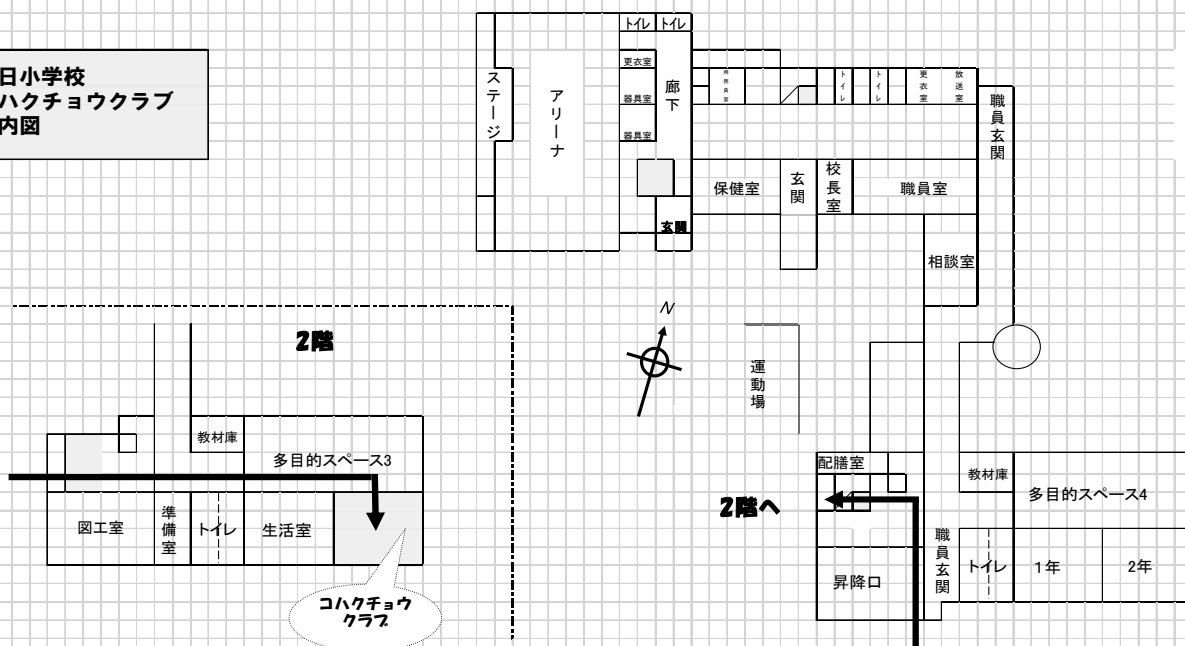 日小学校
ハクチョウクラブ
内図
トイレ
トイレ
更衣室
器具室
器具室
廊下
ステージ
アリーナ
玄関
トイレ
トイレ
更衣室
放送室
職員玄関
保健室
玄関
校長室
職員室
相談室
N
運動場
2階
教材庫
多目的スペース3
図工室
準備室
トイレ
生活室
コハクチョウ
クラブ
2階へ
配膳室
昇降口
職員玄関
教材庫
多目的スペース4
トイレ
1年
2年